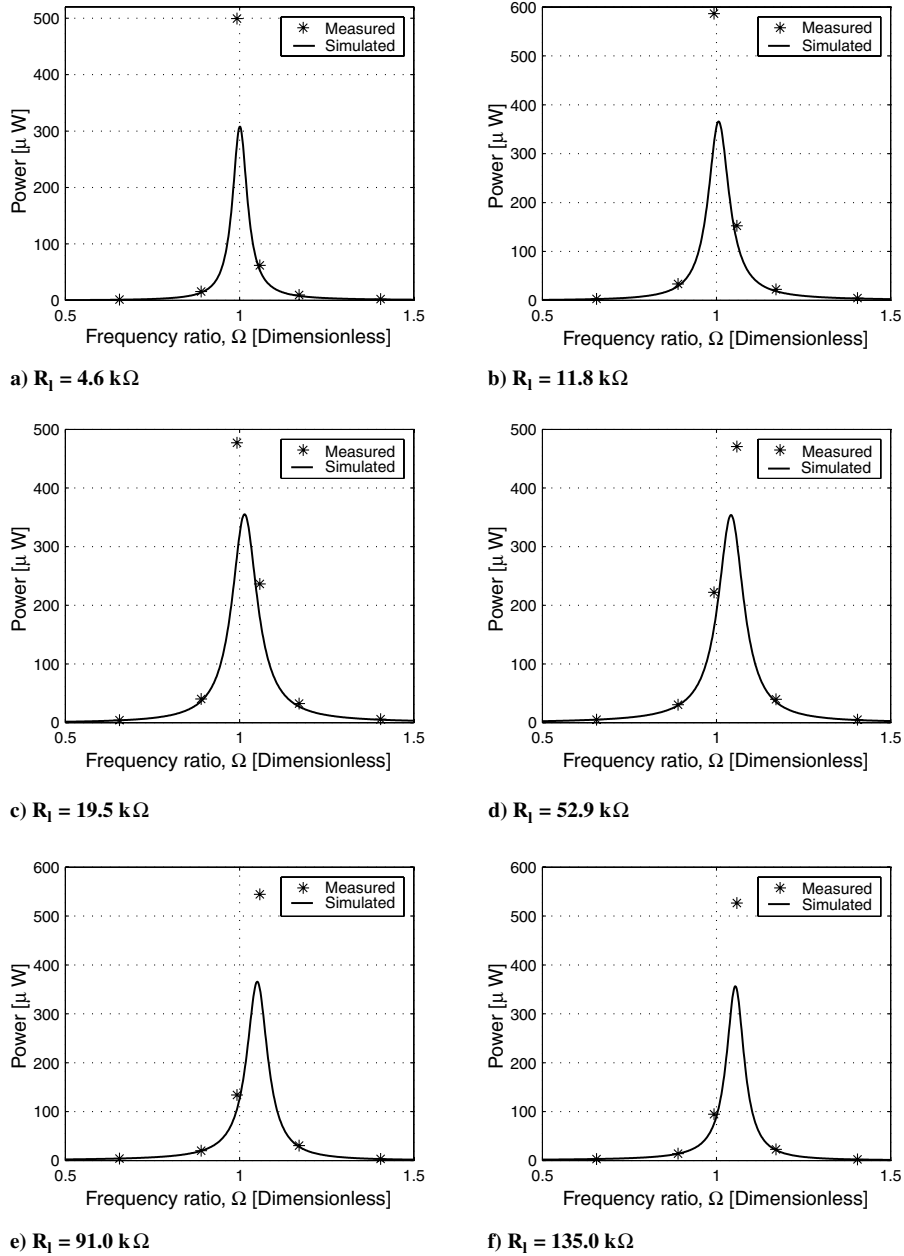 500
400
300
200
100
0
Power [μ W]
Measured
Simulated
0.5 1 1.5
Frequency ratio, Ω [Dimensionless]
a) R_l = 4.6 kΩ
600
500
400
300
200
100
0
Power [μ W]
Measured
Simulated
0.5 1 1.5
Frequency ratio, Ω [Dimensionless]
b) R_l = 11.8 kΩ
500
400
300
200
100
0
Power [μ W]
Measured
Simulated
0.5 1 1.5
Frequency ratio, Ω [Dimensionless]
c) R_l = 19.5 kΩ
500
400
300
200
100
0
Power [μ W]
Measured
Simulated
0.5 1 1.5
Frequency ratio, Ω [Dimensionless]
d) R_l = 52.9 kΩ
600
500
400
300
200
100
0
Power [μ W]
Measured
Simulated
0.5 1 1.5
Frequency ratio, Ω [Dimensionless]
e) R_l = 91.0 kΩ
600
500
400
300
200
100
0
Power [μ W]
Measured
Simulated
0.5 1 1.5
Frequency ratio, Ω [Dimensionless]
f) R_l = 135.0 kΩ